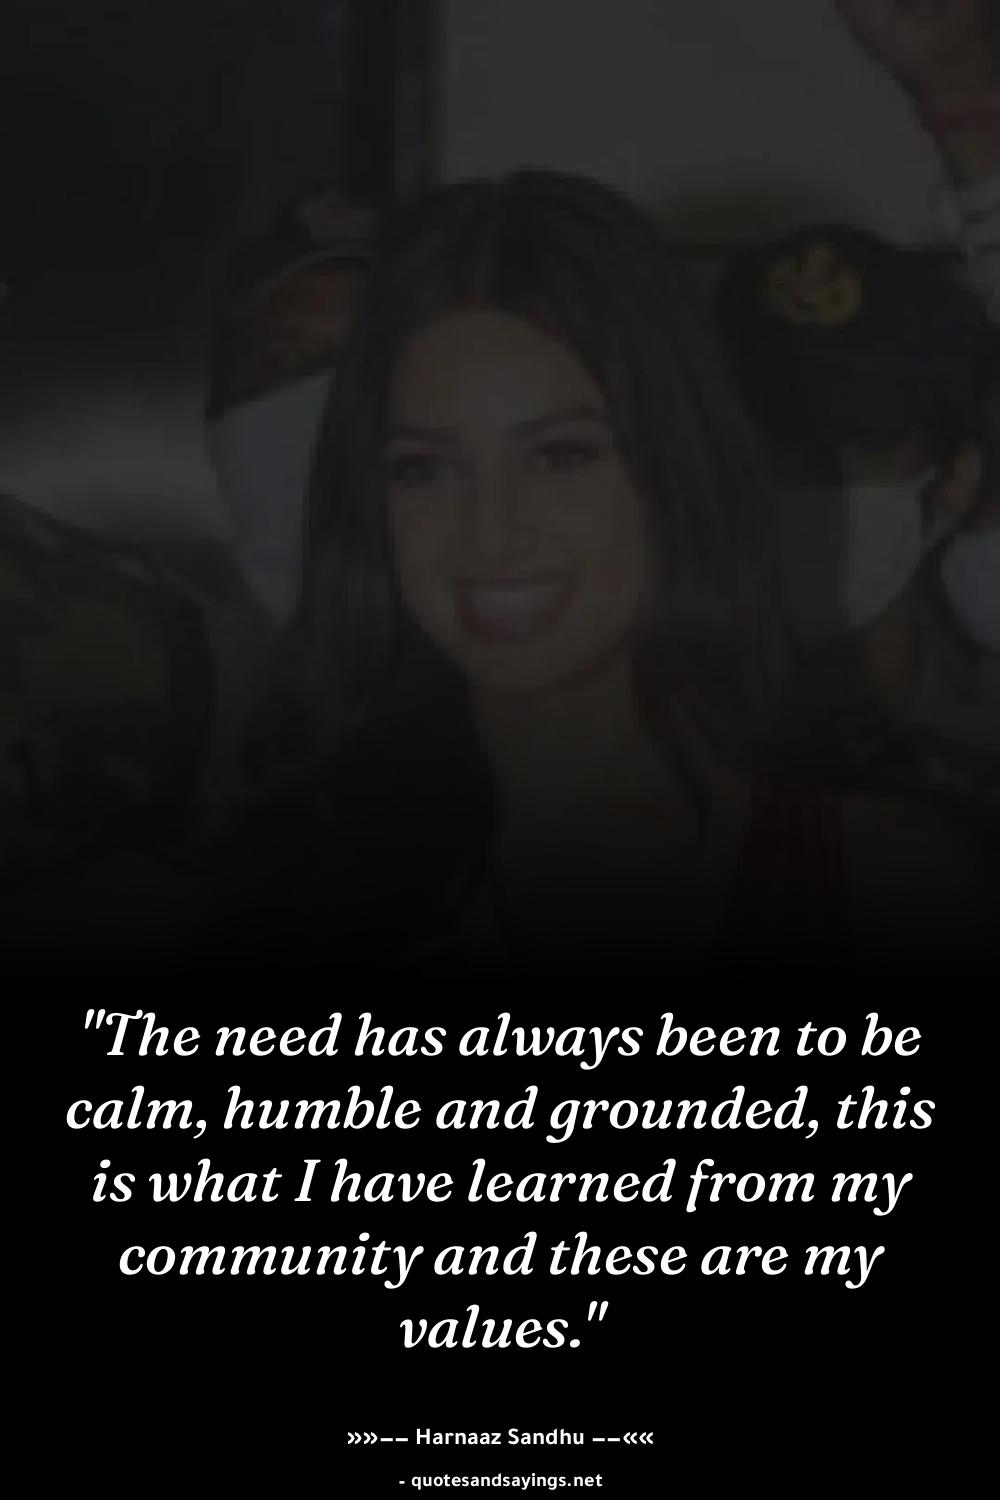 "The need has always been to be
calm, humble and grounded, this
is what I have learned from my
community and these are my
values."
»»−− Harnaaz Sandhu −−««
- quotesandsayings.net